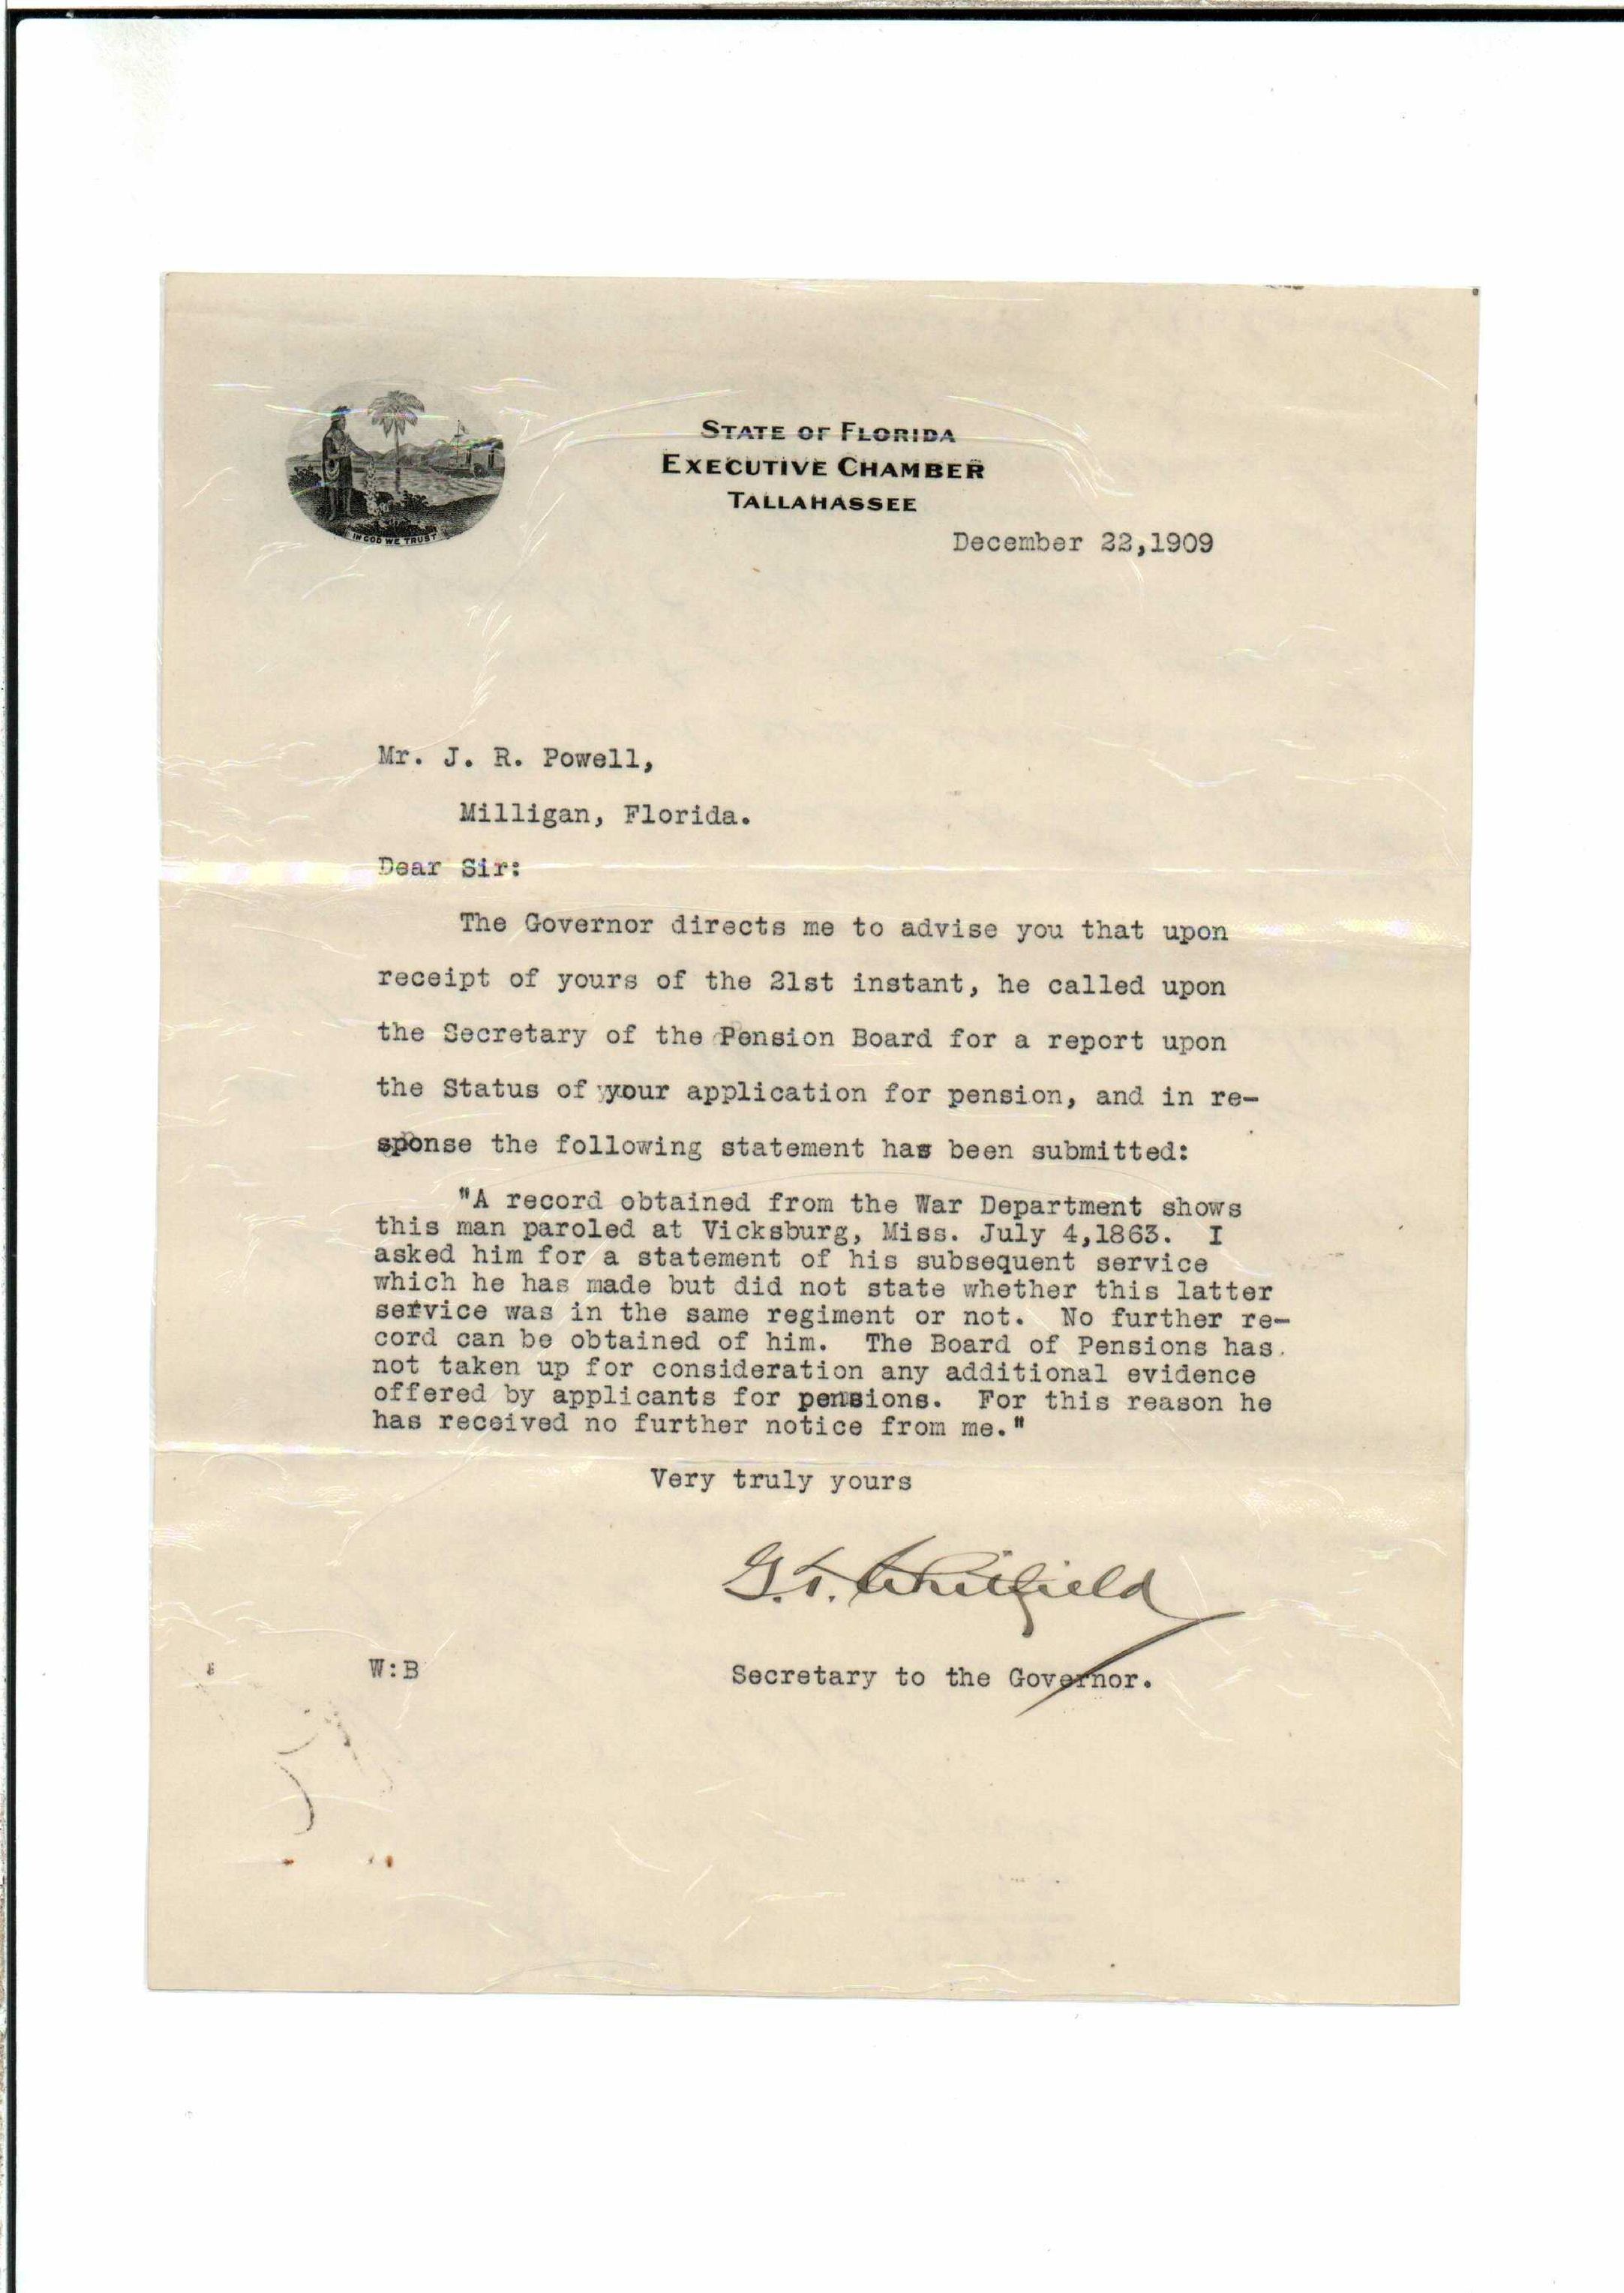 IN GOD WE TRUST
STATE OF FLORIDA
EXECUTIVE CHAMBER
TALLAHASSEE
December 22,1909
Mr. J. R. Powell,
Milligan, Florida.
Dear Sir:
The Governor directs me to advise you that upon
receipt of yours of the 21st instant, he called upon
the Secretary of the Pension Board for a report upon
the Status of your application for pension, and in re-
sponse the following statement has been submitted:
"A record obtained from the War Department shows
this man paroled at Vicksburg, Miss. July 4,1863. I
asked him for a statement of his subsequent service
which he has made but did not state whether this latter
service was in the same regiment or not. No further re-
cord can be obtained of him. The Board of Pensions has
not taken up for consideration any additional evidence
offered by applicants for pensions. For this reason he
has received no further notice from me."
Very truly yours
G.T. Whitfield
W:B
Secretary to the Governor.